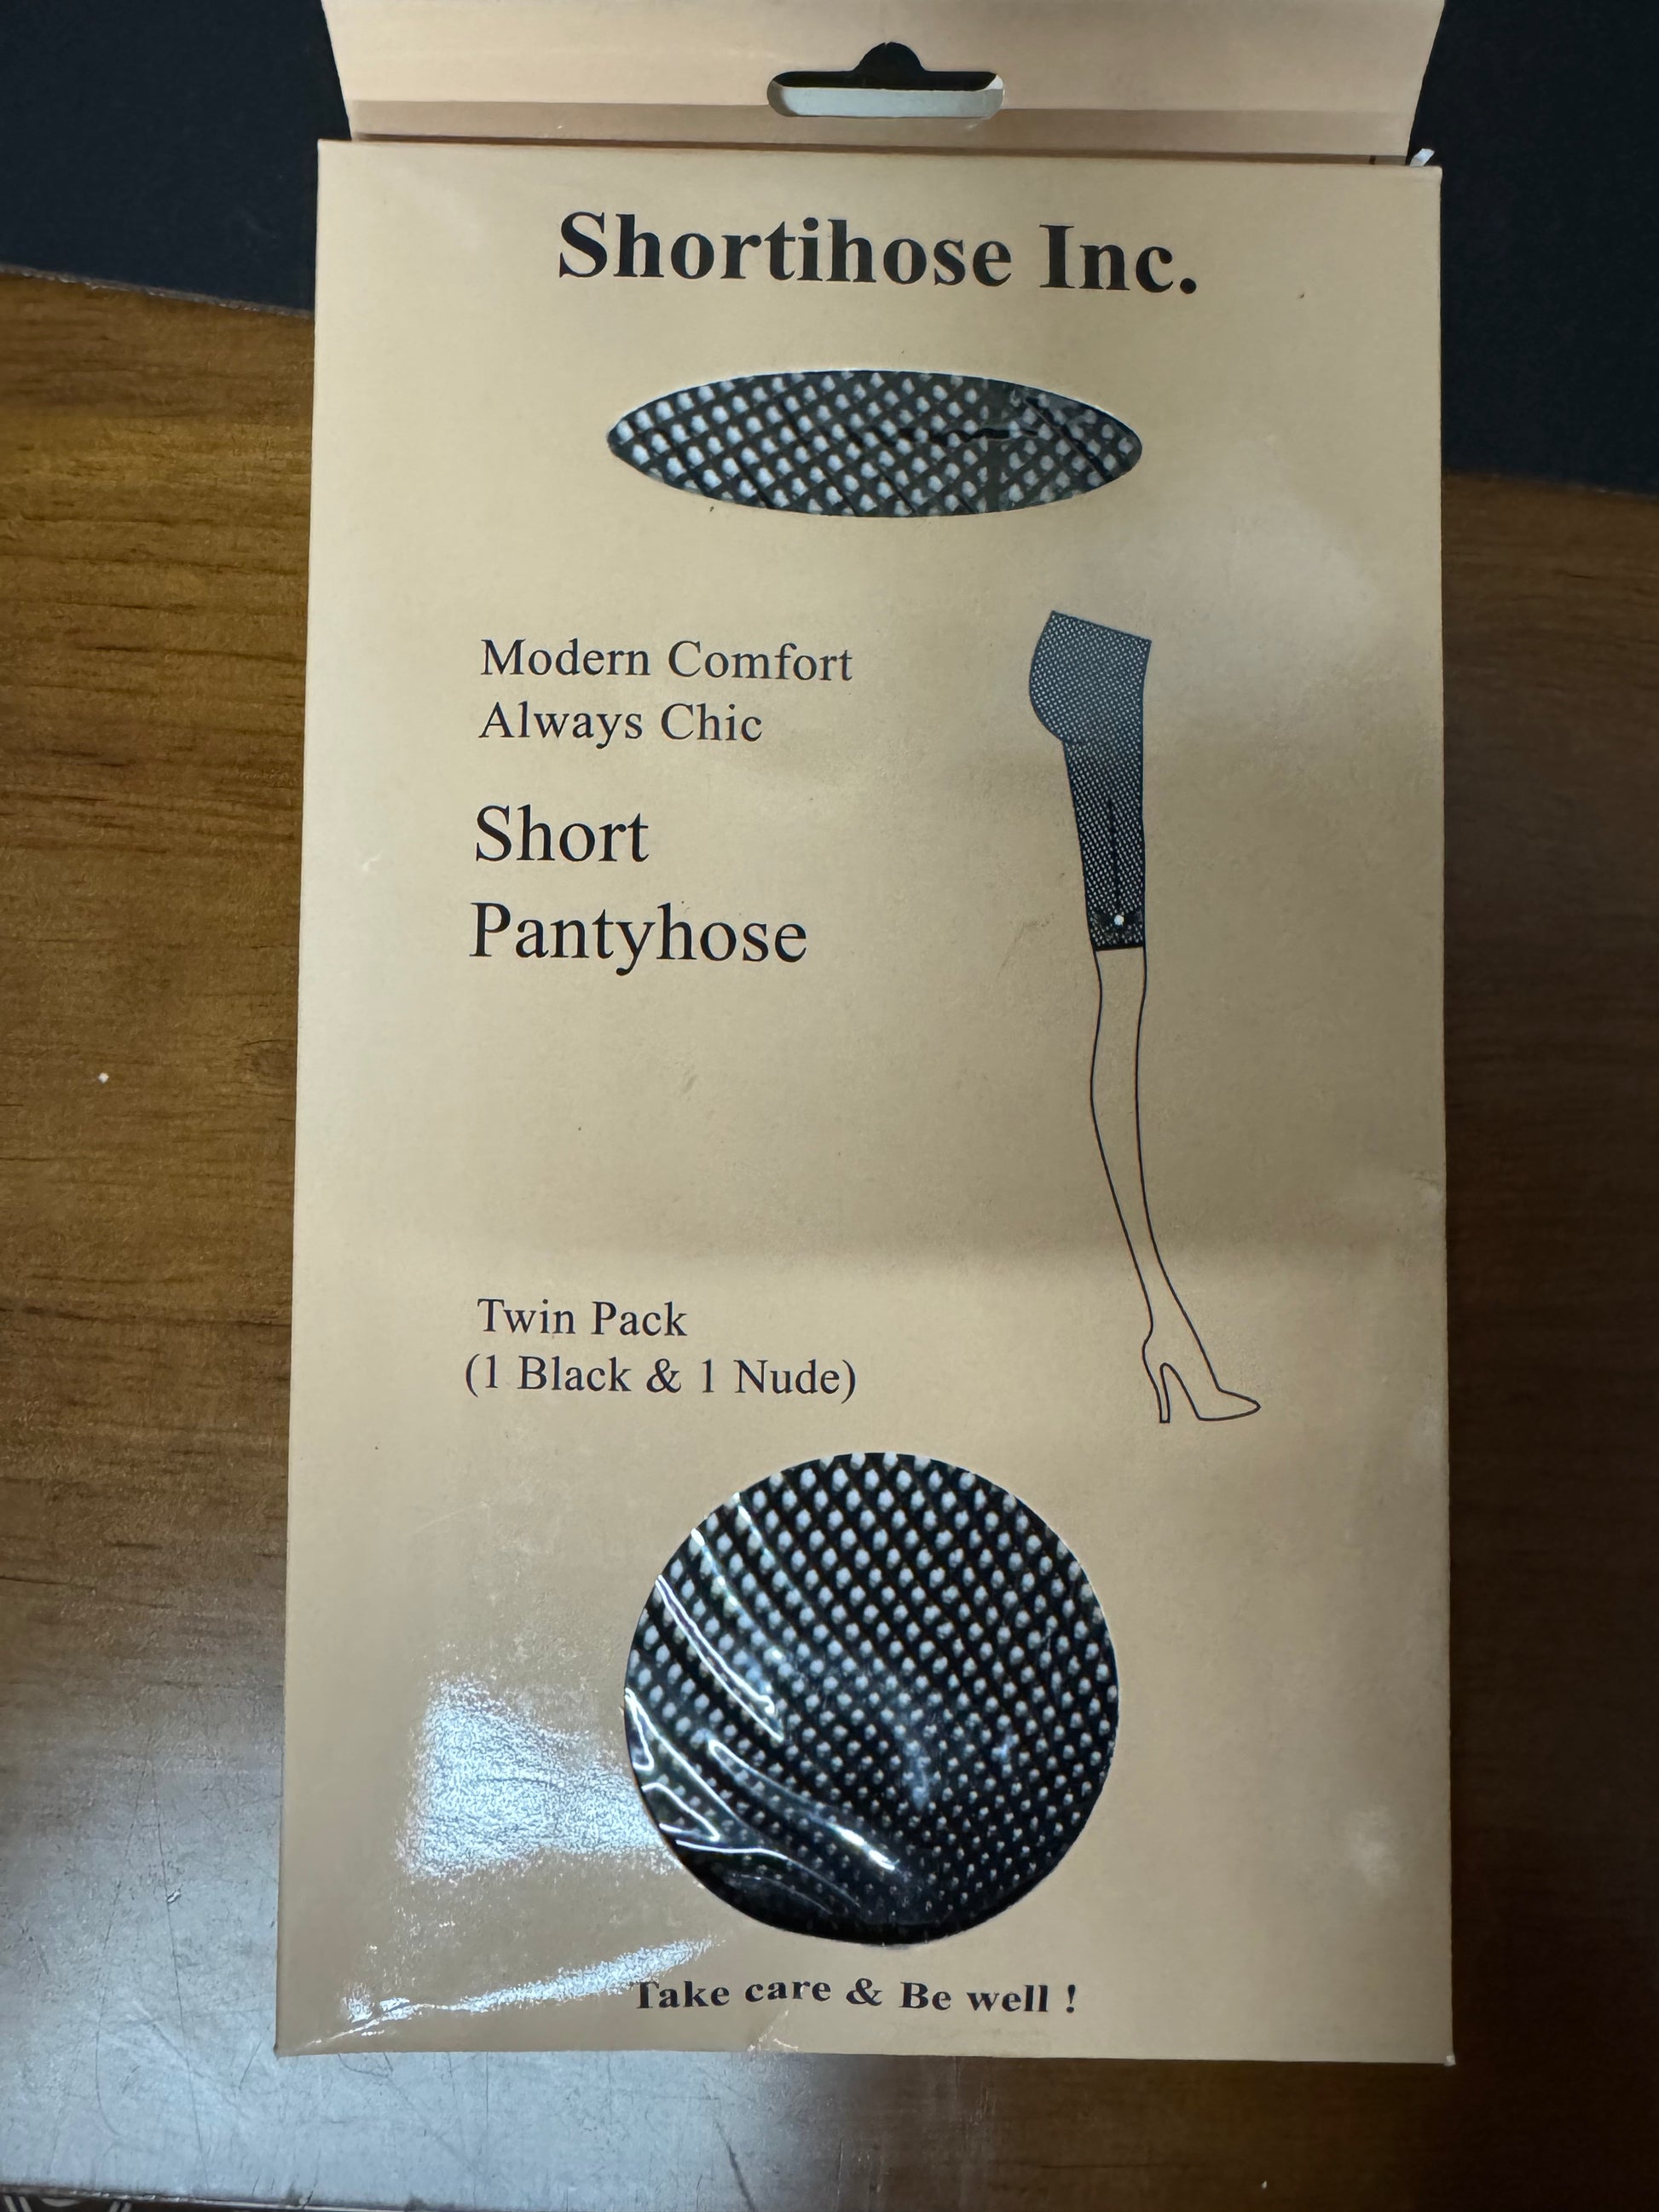 Shortihose Inc.
Modern Comfort
Always Chic
Short
Pantyhose
Twin Pack
(1 Black & 1 Nude)
Take care & Be well !